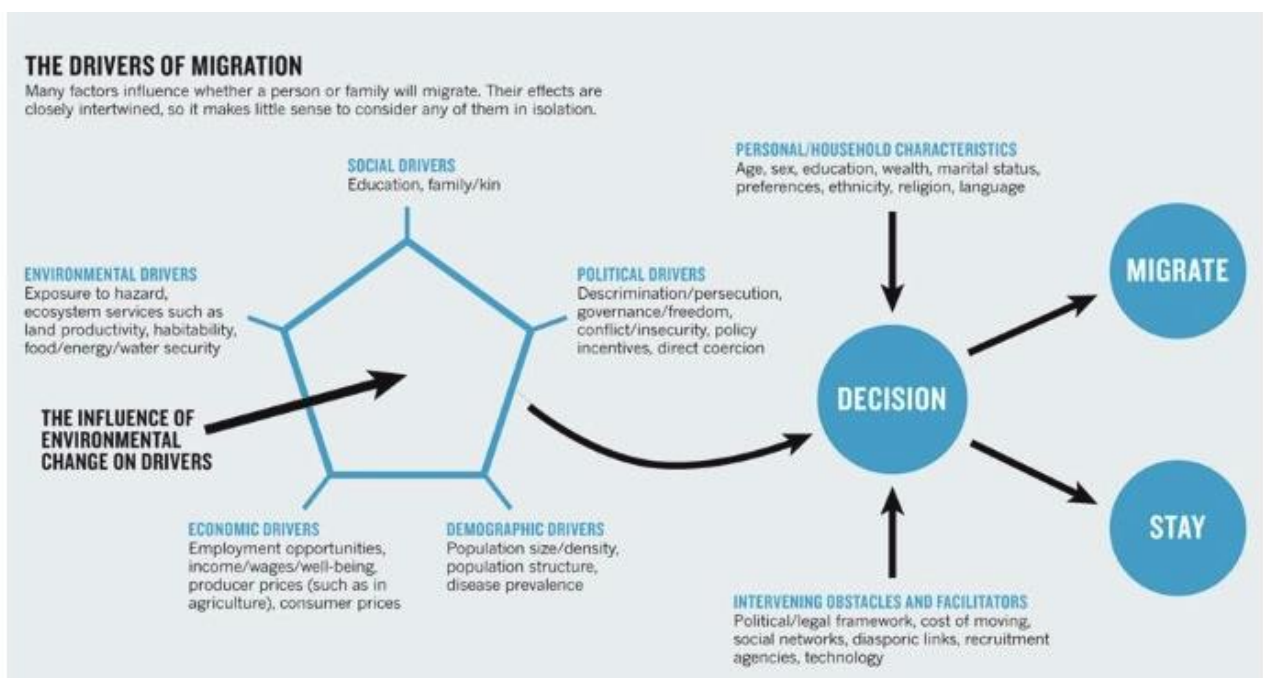 THE DRIVERS OF MIGRATION
Many factors influence whether a person or family will migrate. Their effects are
closely intertwined, so it makes little sense to consider any of them in isolation.
SOCIAL DRIVERS
Education, family/kin
ENVIRONMENTAL DRIVERS
Exposure to hazard,
ecosystem services such as
land productivity, habitability,
food/energy/water security
POLITICAL DRIVERS
Descrimination/persecution,
governance/freedom,
conflict/insecurity, policy
incentives, direct coercion
THE INFLUENCE OF
ENVIRONMENTAL
CHANGE ON DRIVERS
ECONOMIC DRIVERS
Employment opportunities,
income/wages/well-being,
producer prices (such as in
agriculture), consumer prices
DEMOGRAPHIC DRIVERS
Population size/density,
population structure,
disease prevalence
PERSONAL/HOUSEHOLD CHARACTERISTICS
Age, sex, education, wealth, marital status,
preferences, ethnicity, religion, language
DECISION
INTERVENING OBSTACLES AND FACILITATORS
Political/legal framework, cost of moving,
social networks, diasporic links, recruitment
agencies, technology
MIGRATE
STAY